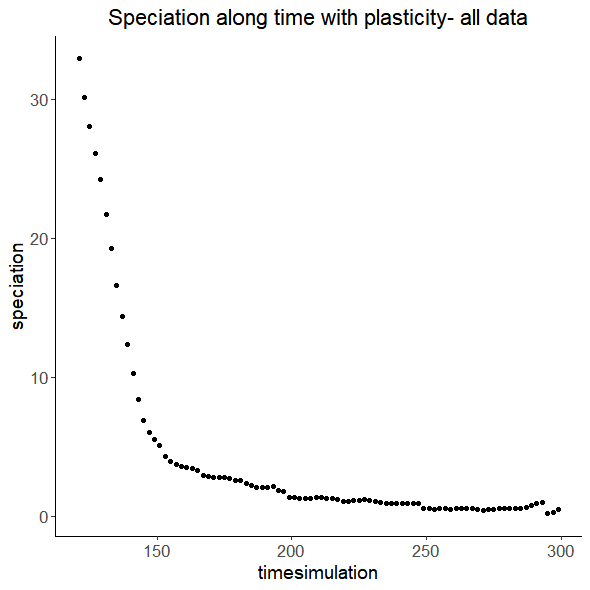 Speciation along time with plasticity- all data
30
20
10
0
speciation
150 200 250 300
timesimulation